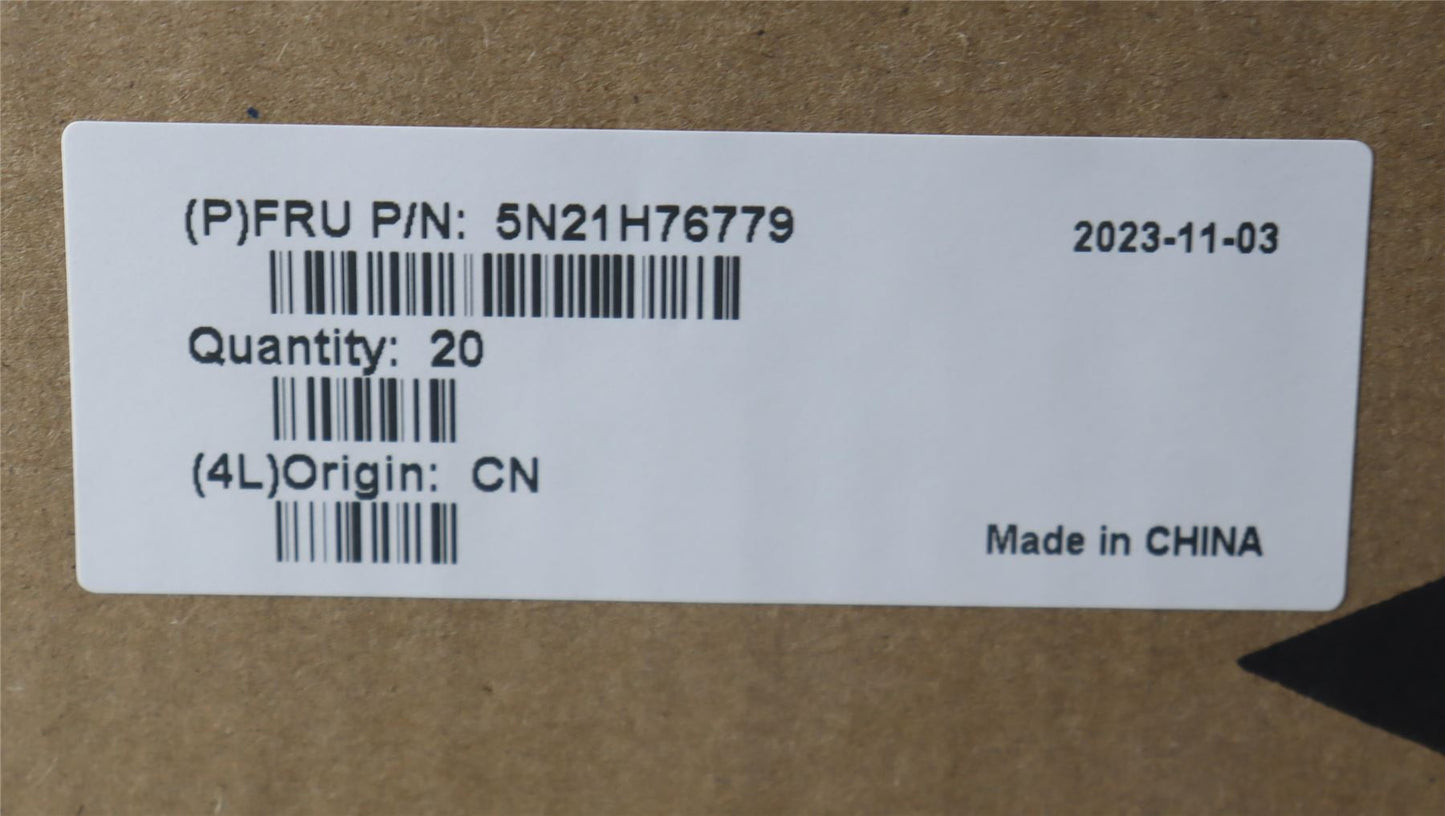 (P)FRU P/N: 5N21H76779
2023-11-03
Quantity: 20
(4L)Origin: CN
Made in CHINA